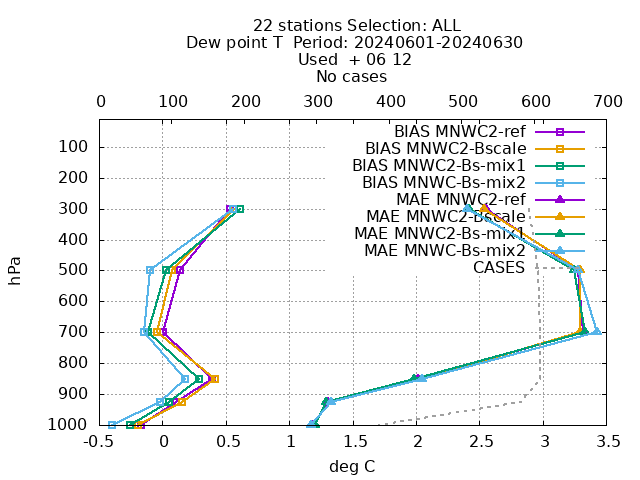 22 stations Selection: ALL
Dew point T  Period: 20240601-20240630
Used  + 06 12
No cases
0 100 200 300 400 500 600 700
BIAS MNWC2-ref
BIAS MNWC2-Bscale
BIAS MNWC2-Bs-mix1
BIAS MNWC-Bs-mix2
MAE MNWC2-ref
MAE MNWC2-Bscale
MAE MNWC2-Bs-mix1
MAE MNWC-Bs-mix2
CASES
100
200
300
400
500
600
700
800
900
1000
hPa
-0.5 0 0.5 1 1.5 2 2.5 3 3.5
deg C